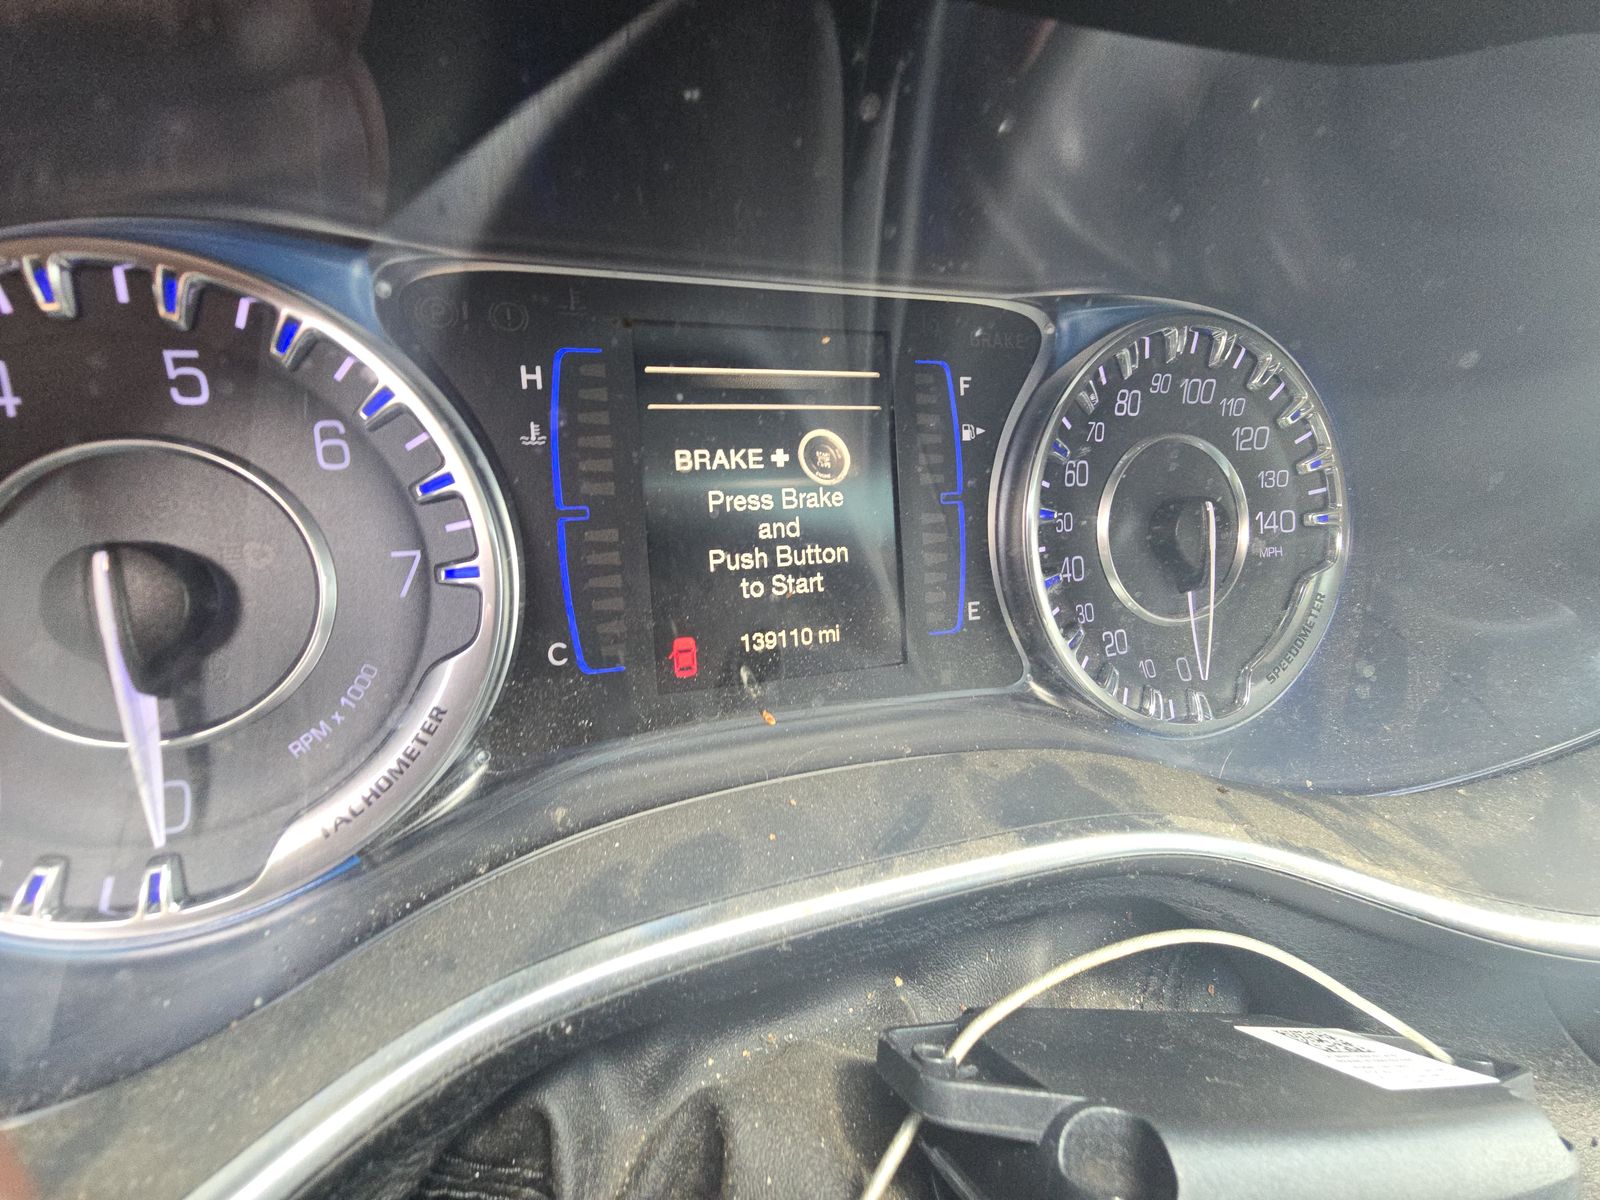 4
5
6
7
0
RPM x 1000
TACHOMETER
H
C
BRAKE +
Press Brake
and
Push Button
to Start
139110 mi
F
E
BRAKE
0
10
20
30
40
50
60
70
80
90
100
110
120
130
140
MPH
SPEEDOMETER